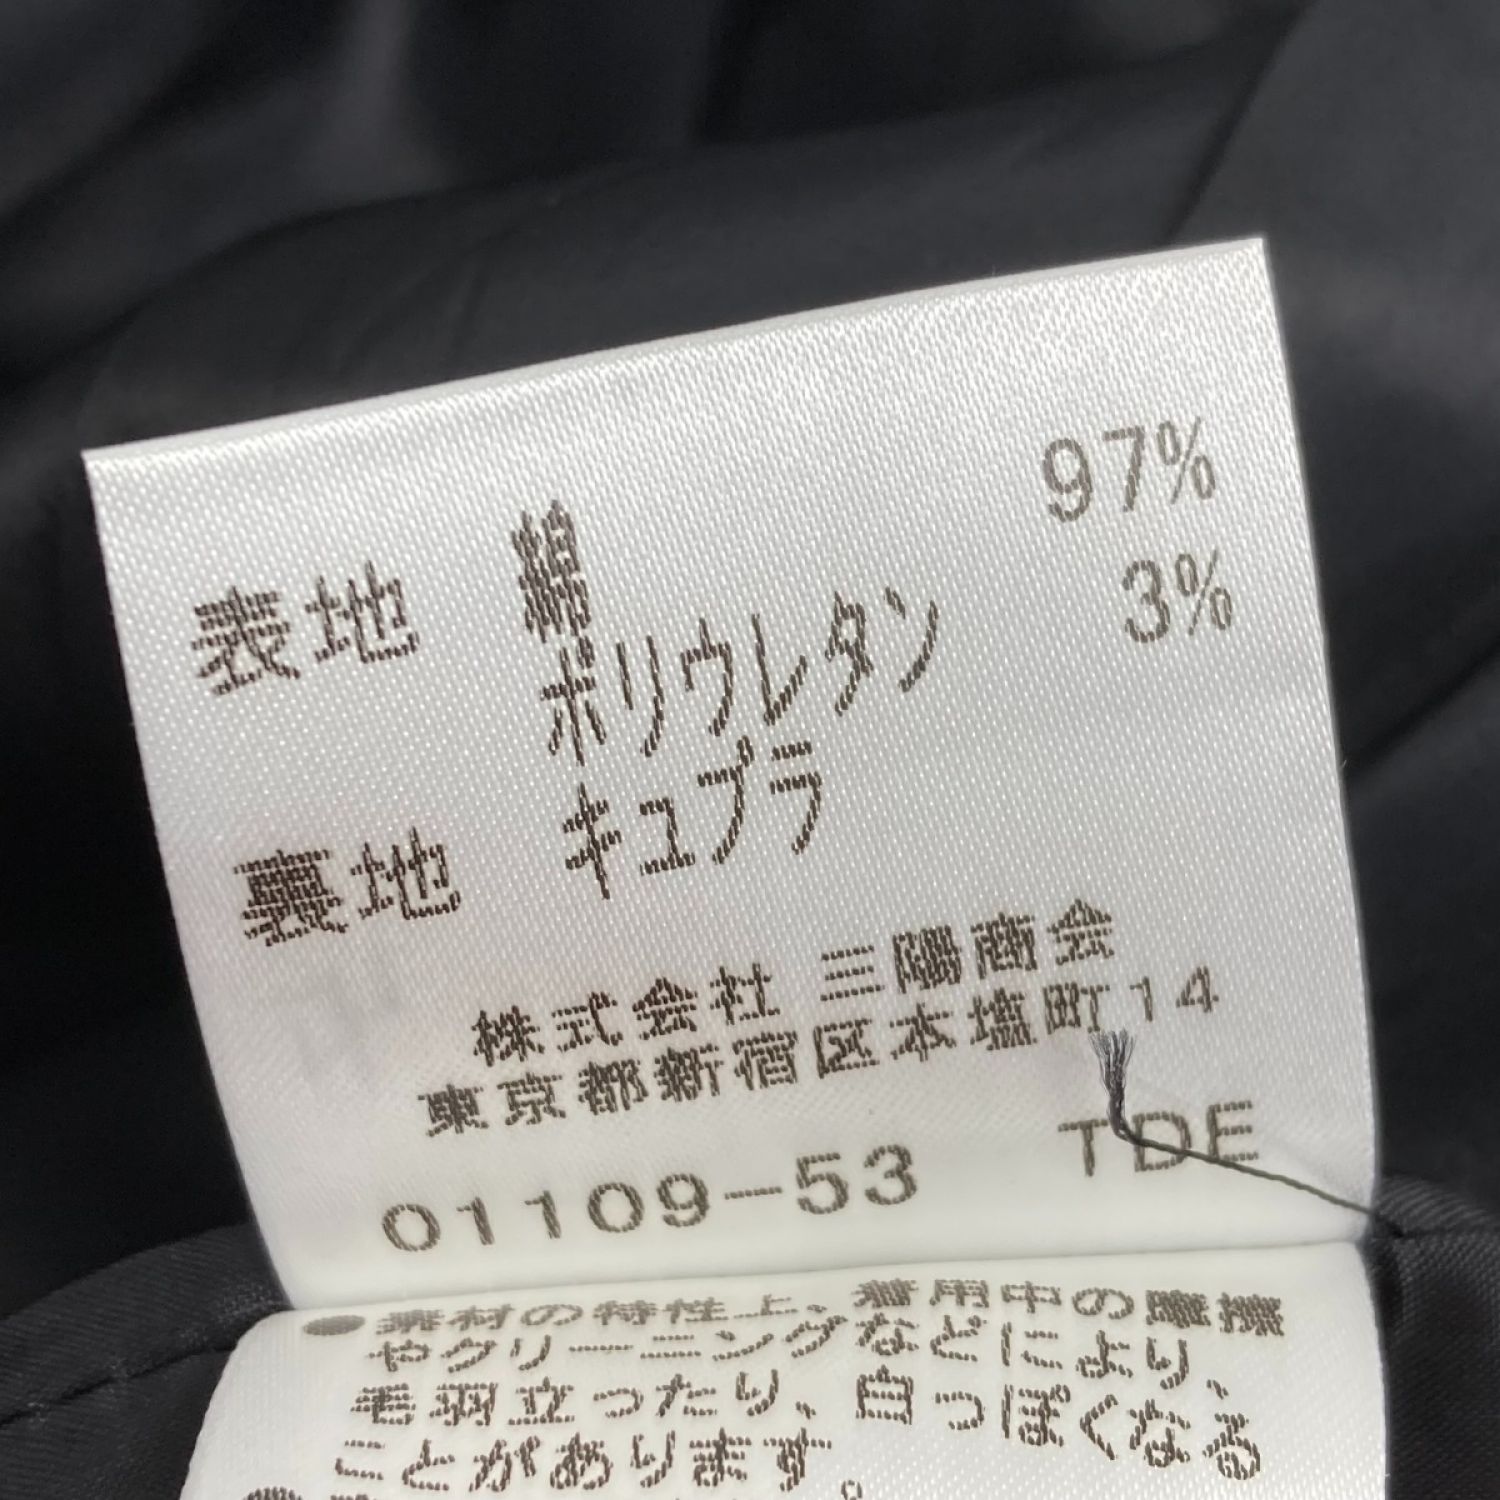 綿 97%
表地 ポリウレタン 3%
裏地 キュプラ
株式会社 三陽商会
東京都新宿区本塩町14
01109-53 TDE
●素材の特性上、着用中の摩擦
やクリーニングなどにより、
毛羽立ったり、白っぽくなる
ことがあります。